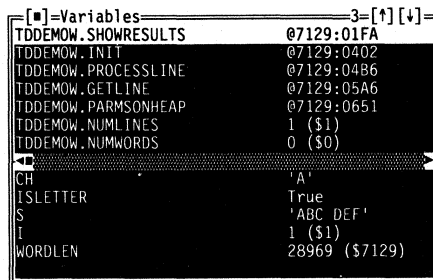 [■]=Variables 3=[↑][↓]
TDDEMOW.SHOWRESULTS @7129:01FA
TDDEMOW.INIT @7129:0402
TDDEMOW.PROCESSLINE @7129:04B6
TDDEMOW.GETLINE @7129:05A6
TDDEMOW.PARMSONHEAP @7129:0651
TDDEMOW.NUMLINES 1 ($1)
TDDEMOW.NUMWORDS 0 ($0)
CH 'A'
ISLETTER True
S 'ABC DEF'
I 1 ($1)
WORDLEN 28969 ($7129)